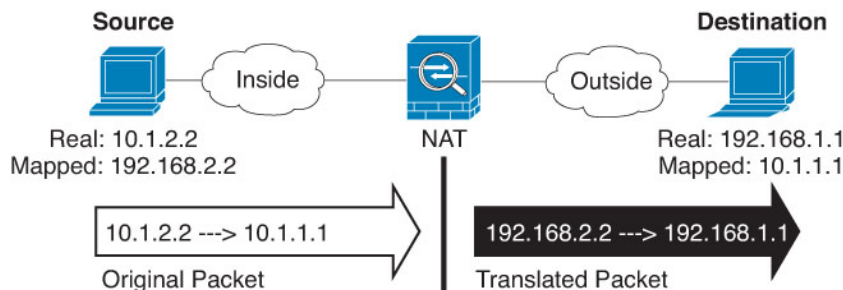 Source
Destination
Inside
Outside
Real: 10.1.2.2
Mapped: 192.168.2.2
NAT
Real: 192.168.1.1
Mapped: 10.1.1.1
10.1.2.2 ---> 10.1.1.1
192.168.2.2 ---> 192.168.1.1
Original Packet
Translated Packet